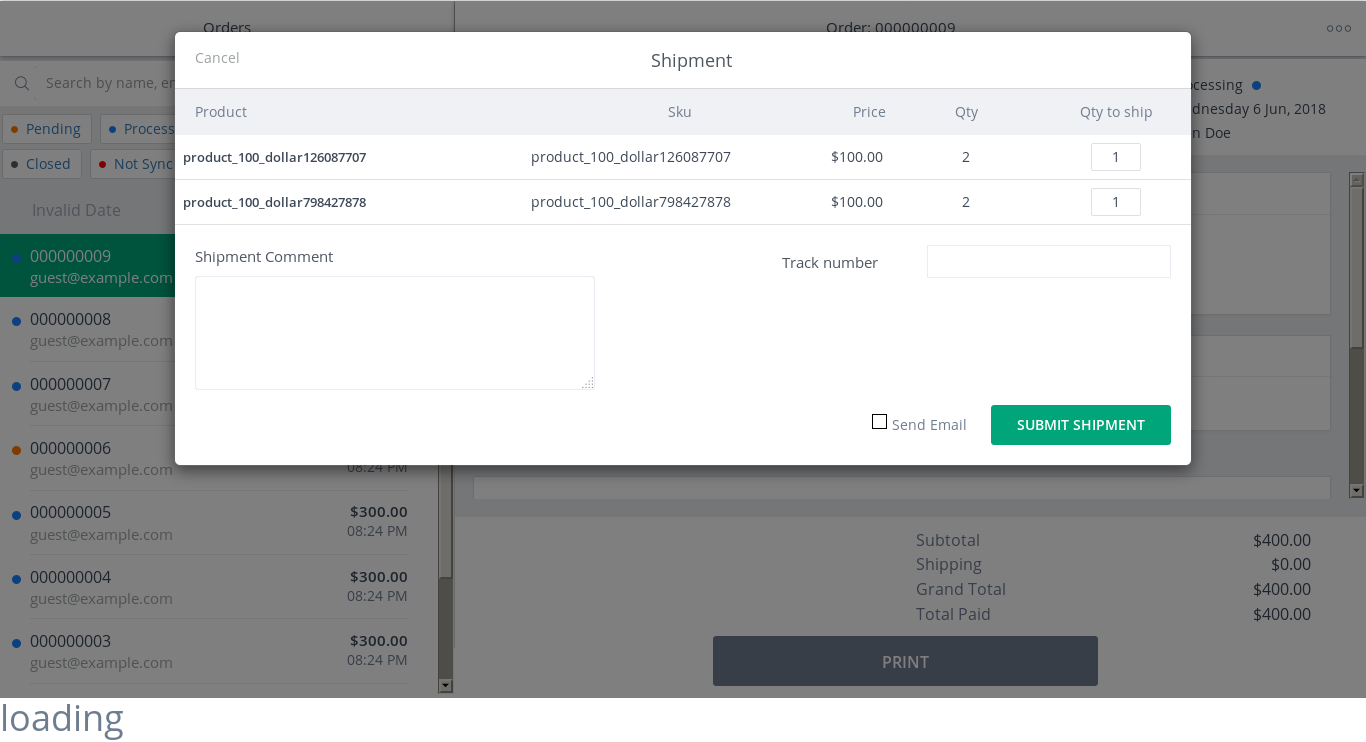 Orders
Order: 000000009
Cancel
Shipment
Search by name, em
Processing
Wednesday 6 Jun, 2018
n Doe
Pending
Process
Closed
Not Sync
Product Sku Price Qty Qty to ship
product_100_dollar126087707 product_100_dollar126087707 $100.00 2 1
product_100_dollar798427878 product_100_dollar798427878 $100.00 2 1
Shipment Comment
Track number
Send Email
SUBMIT SHIPMENT
Invalid Date
000000009
guest@example.com
000000008
guest@example.com
000000007
guest@example.com
000000006
guest@example.com 08:24 PM
000000005 $300.00
guest@example.com 08:24 PM
000000004 $300.00
guest@example.com 08:24 PM
000000003 $300.00
guest@example.com 08:24 PM
Subtotal $400.00
Shipping $0.00
Grand Total $400.00
Total Paid $400.00
PRINT
loading